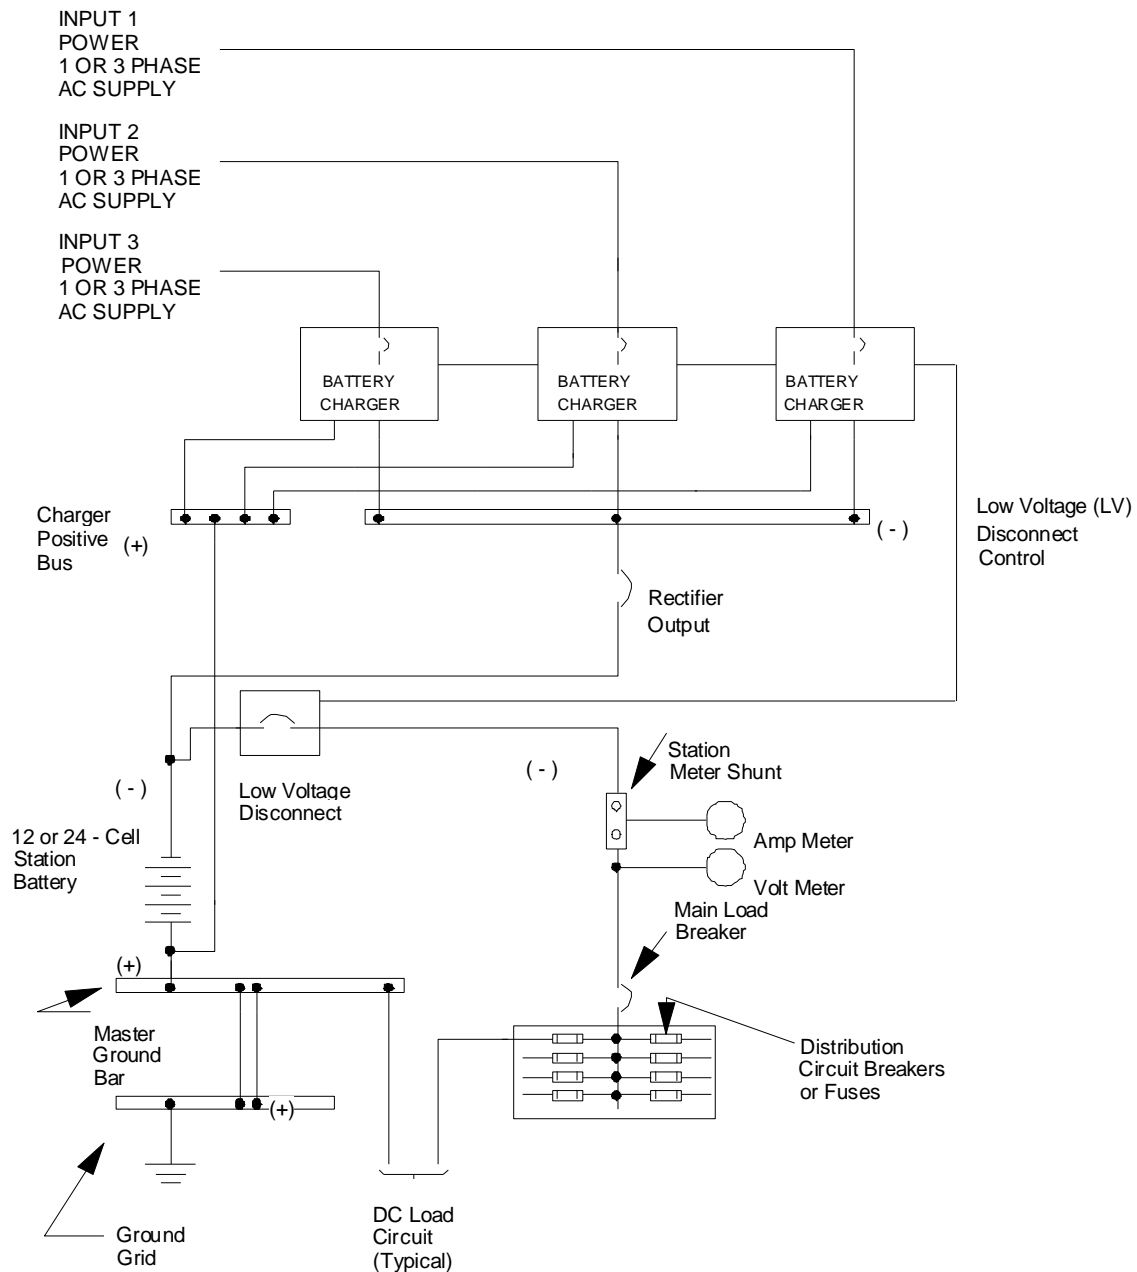 INPUT 1
POWER
1 OR 3 PHASE
AC SUPPLY
INPUT 2
POWER
1 OR 3 PHASE
AC SUPPLY
INPUT 3
POWER
1 OR 3 PHASE
AC SUPPLY
BATTERY
CHARGER
BATTERY
CHARGER
BATTERY
CHARGER
Charger
Positive
Bus
(+)
( - )
Low Voltage (LV)
Disconnect
Control
Rectifier
Output
Low Voltage
Disconnect
( - )
( - )
Station
Meter Shunt
Amp Meter
Volt Meter
12 or 24 - Cell
Station
Battery
Main Load
Breaker
(+)
Master
Ground
Bar
(+)
Distribution
Circuit Breakers
or Fuses
Ground
Grid
DC Load
Circuit
(Typical)